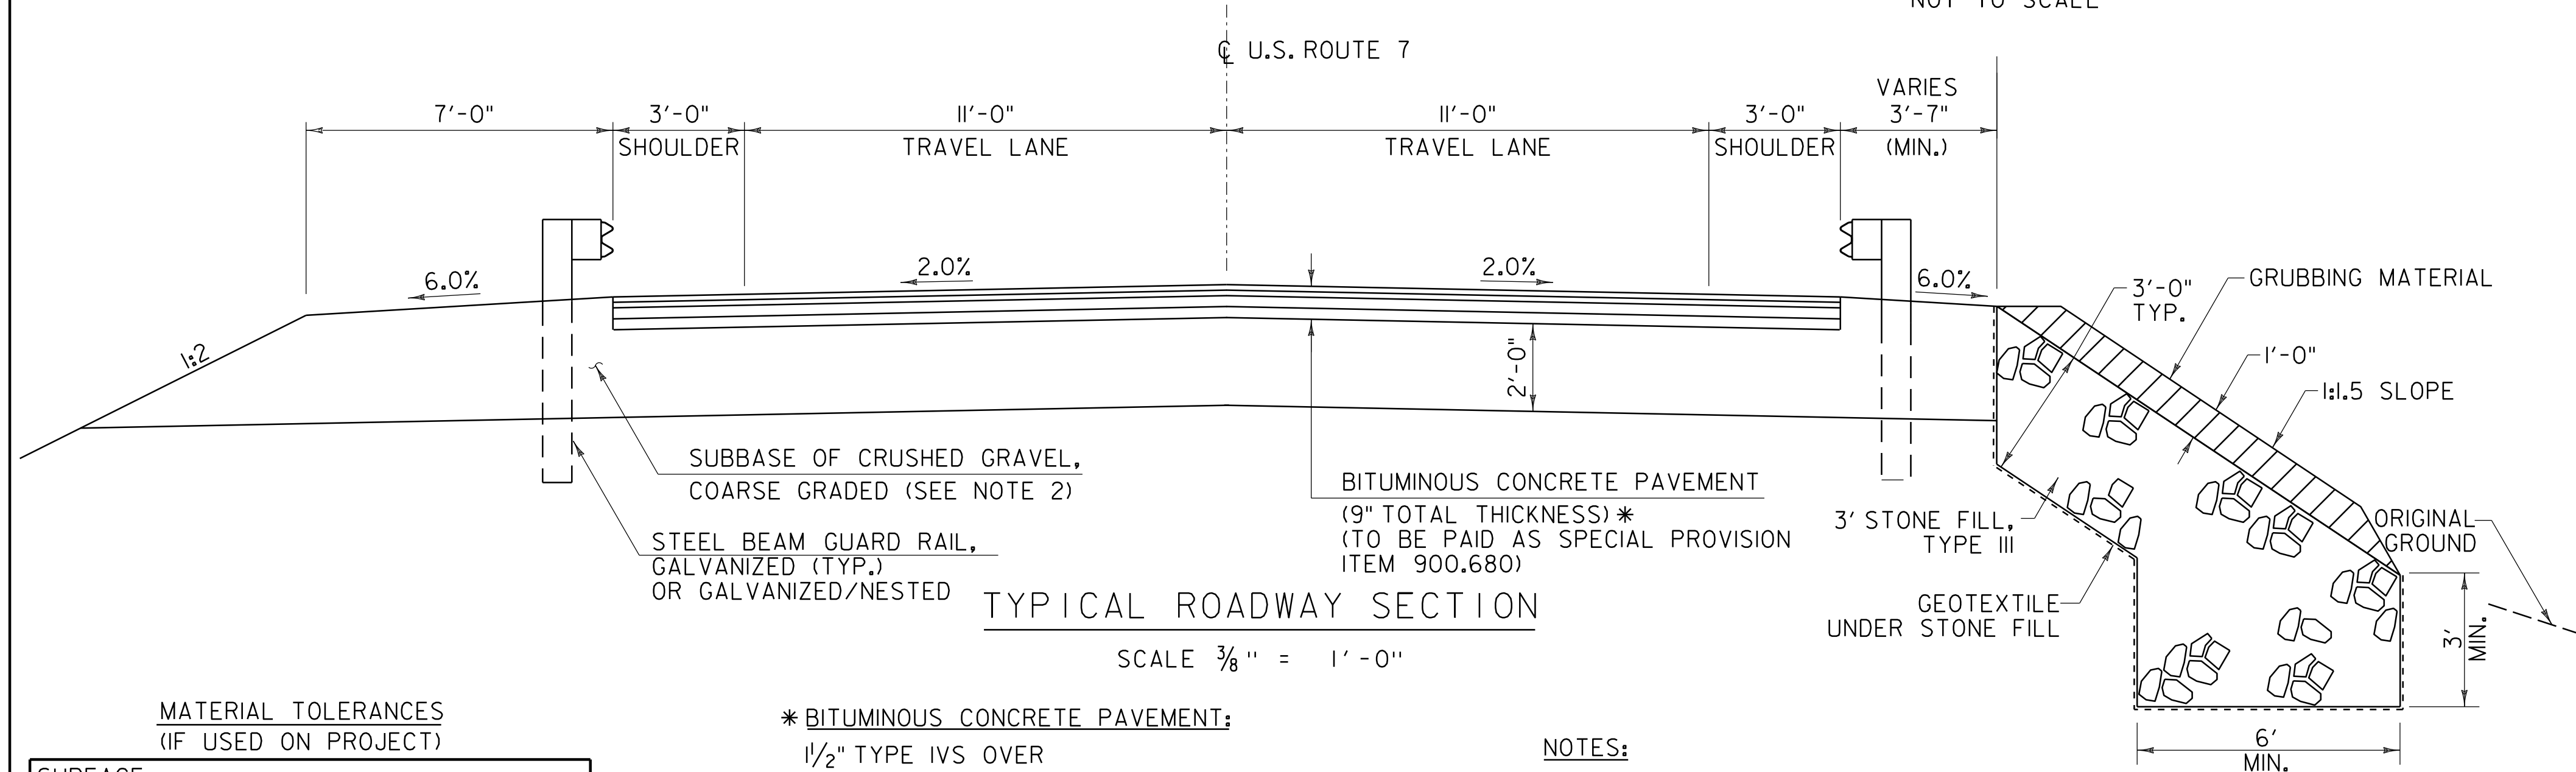 NOT TO SCALE
℄ U.S. ROUTE 7
VARIES
7'-0" 3'-0" 11'-0" 11'-0" 3'-0" 3'-7"
SHOULDER TRAVEL LANE TRAVEL LANE SHOULDER (MIN.)
6.0% 2.0% 2.0% 6.0%
GRUBBING MATERIAL
3'-0"
TYP.
1:2
2'-0"
1'-0"
1:1.5 SLOPE
SUBBASE OF CRUSHED GRAVEL,
COARSE GRADED (SEE NOTE 2)
STEEL BEAM GUARD RAIL,
GALVANIZED (TYP.)
OR GALVANIZED/NESTED
BITUMINOUS CONCRETE PAVEMENT
(9" TOTAL THICKNESS) *
(TO BE PAID AS SPECIAL PROVISION
ITEM 900.680)
3' STONE FILL,
TYPE III
ORIGINAL
GROUND
GEOTEXTILE
UNDER STONE FILL
3'
MIN.
6'
MIN.
TYPICAL ROADWAY SECTION
SCALE 3/8" = 1'-0"
MATERIAL TOLERANCES
(IF USED ON PROJECT)
SURFACE
* BITUMINOUS CONCRETE PAVEMENT:
1 1/2" TYPE IVS OVER
NOTES: